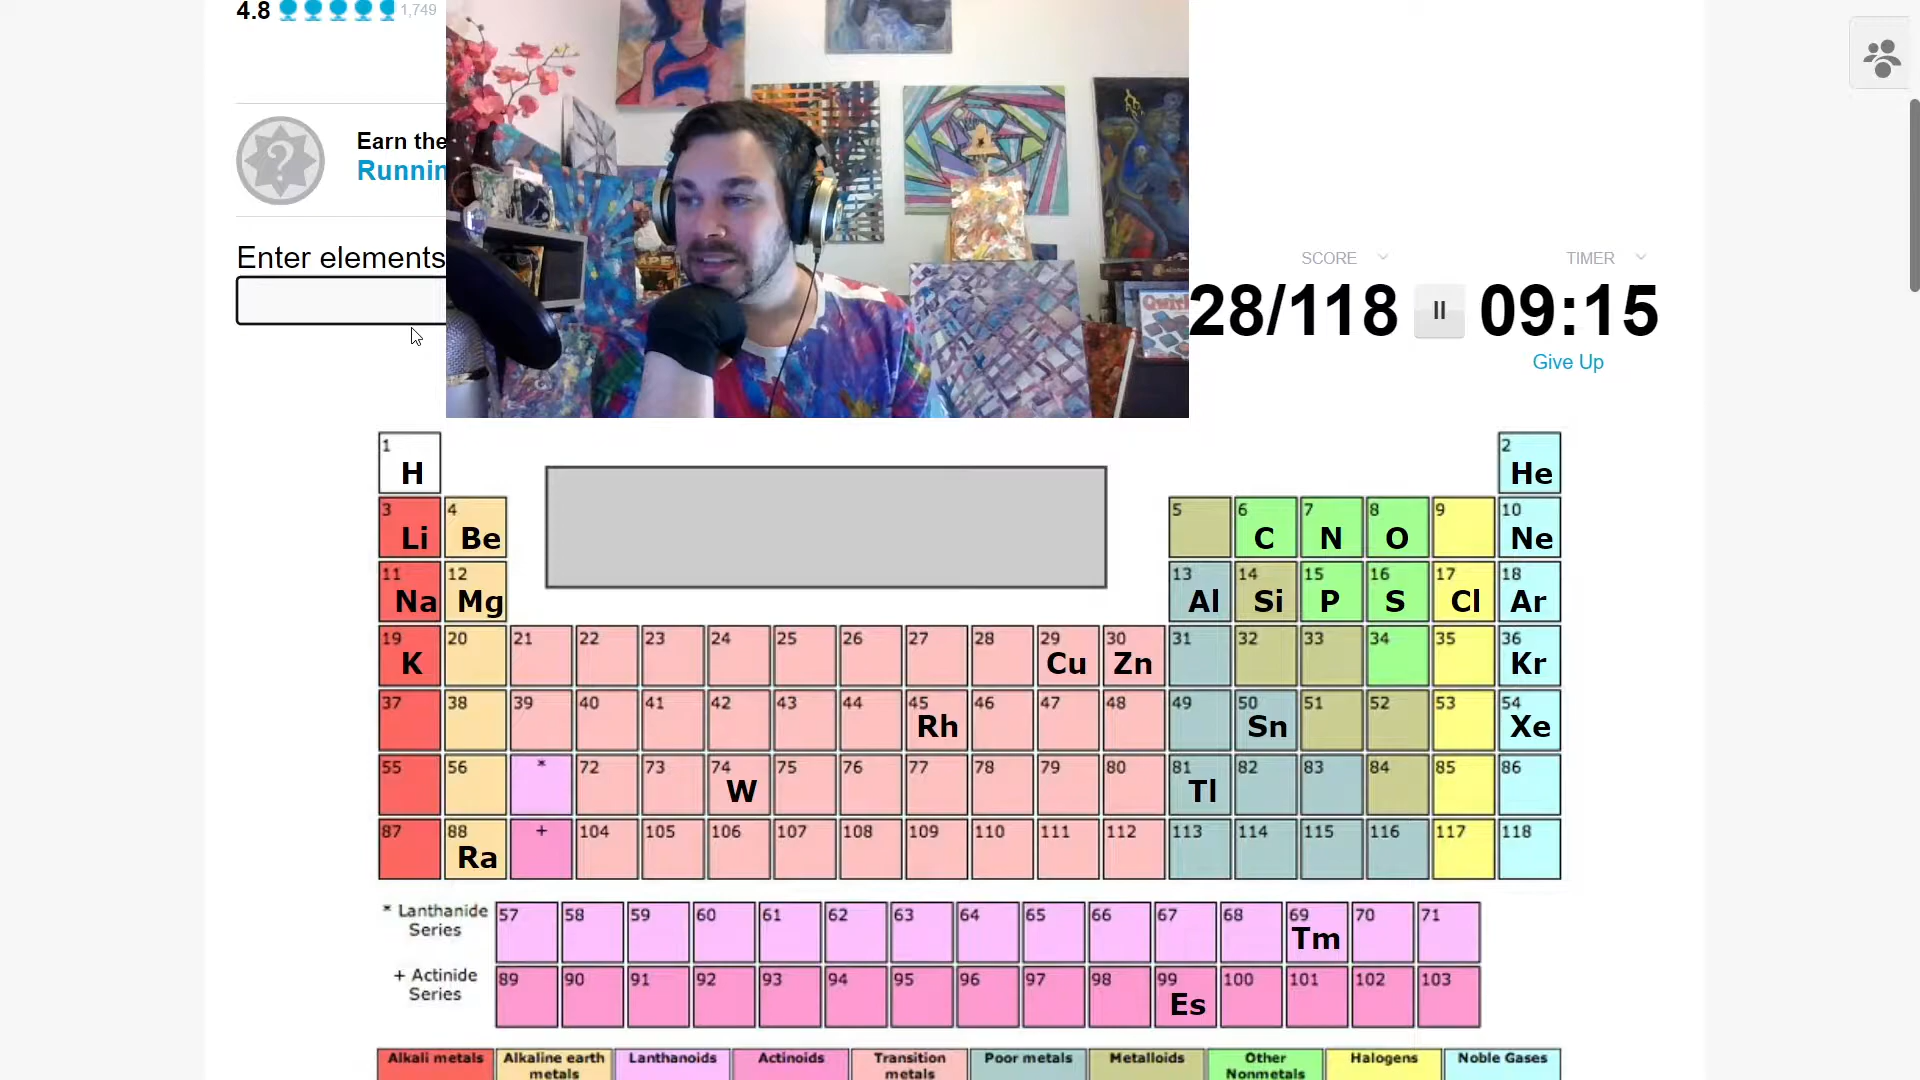 4.8 1,749
Earn the
Runnin
Enter elements
SCORE TIMER
28/118 09:15
Give Up
1 H 2 He
3 Li 4 Be 5 6 C 7 N 8 O 9 10 Ne
11 Na 12 Mg 13 Al 14 Si 15 P 16 S 17 Cl 18 Ar
19 K 20 21 22 23 24 25 26 27 28 29 Cu 30 Zn 31 32 33 34 35 36 Kr
37 38 39 40 41 42 43 44 45 Rh 46 47 48 49 50 Sn 51 52 53 54 Xe
55 56 * 72 73 74 W 75 76 77 78 79 80 81 Tl 82 83 84 85 86
87 88 Ra + 104 105 106 107 108 109 110 111 112 113 114 115 116 117 118
* Lanthanide
Series
57 58 59 60 61 62 63 64 65 66 67 68 69 Tm 70 71
+ Actinide
Series
89 90 91 92 93 94 95 96 97 98 99 Es 100 101 102 103
Alkali metals
Alkaline earth
metals
Lanthanoids
Actinoids
Transition
metals
Poor metals
Metalloids
Other
Nonmetals
Halogens
Noble Gases